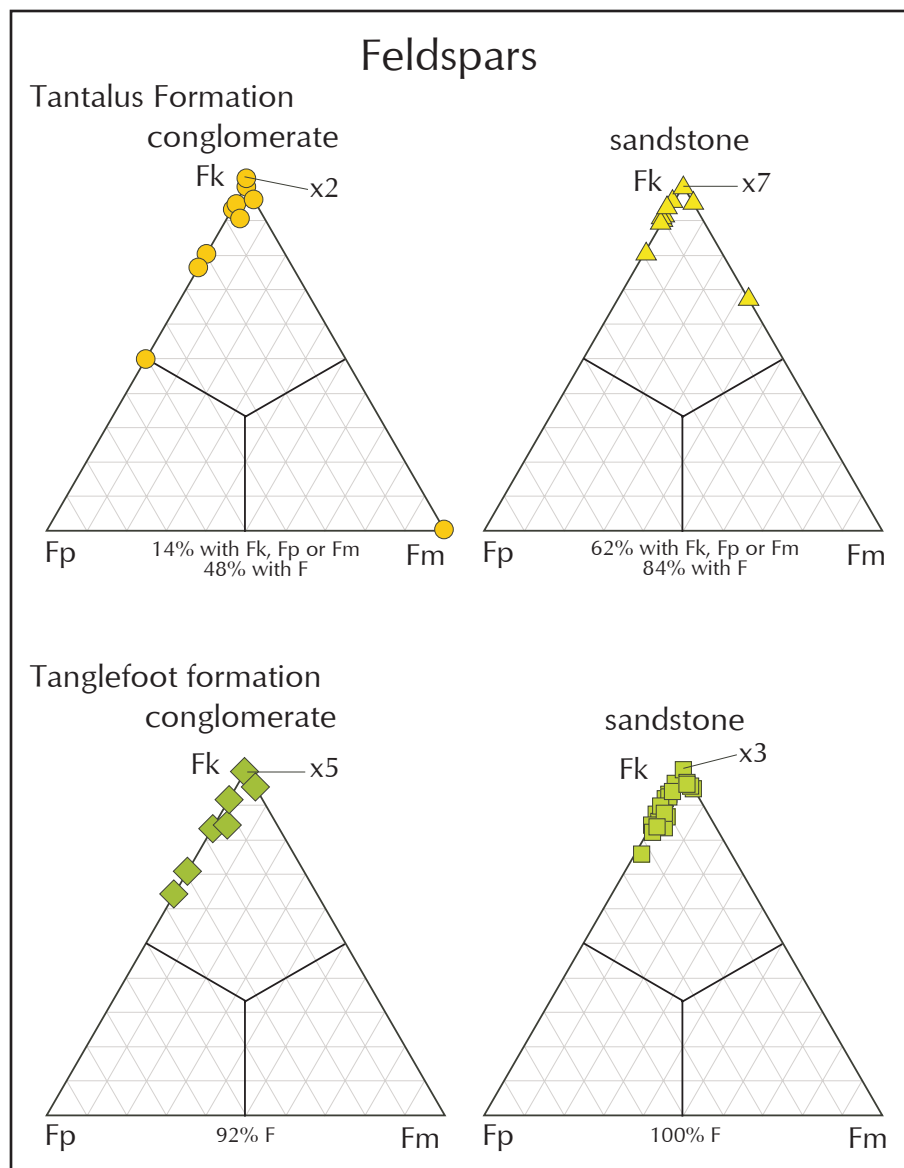 Feldspars
Tantalus Formation
conglomerate
Fk
x2
Fp
Fm
14% with Fk, Fp or Fm
48% with F
sandstone
Fk
x7
Fp
Fm
62% with Fk, Fp or Fm
84% with F
Tanglefoot formation
conglomerate
Fk
x5
Fp
Fm
92% F
sandstone
Fk
x3
Fp
Fm
100% F